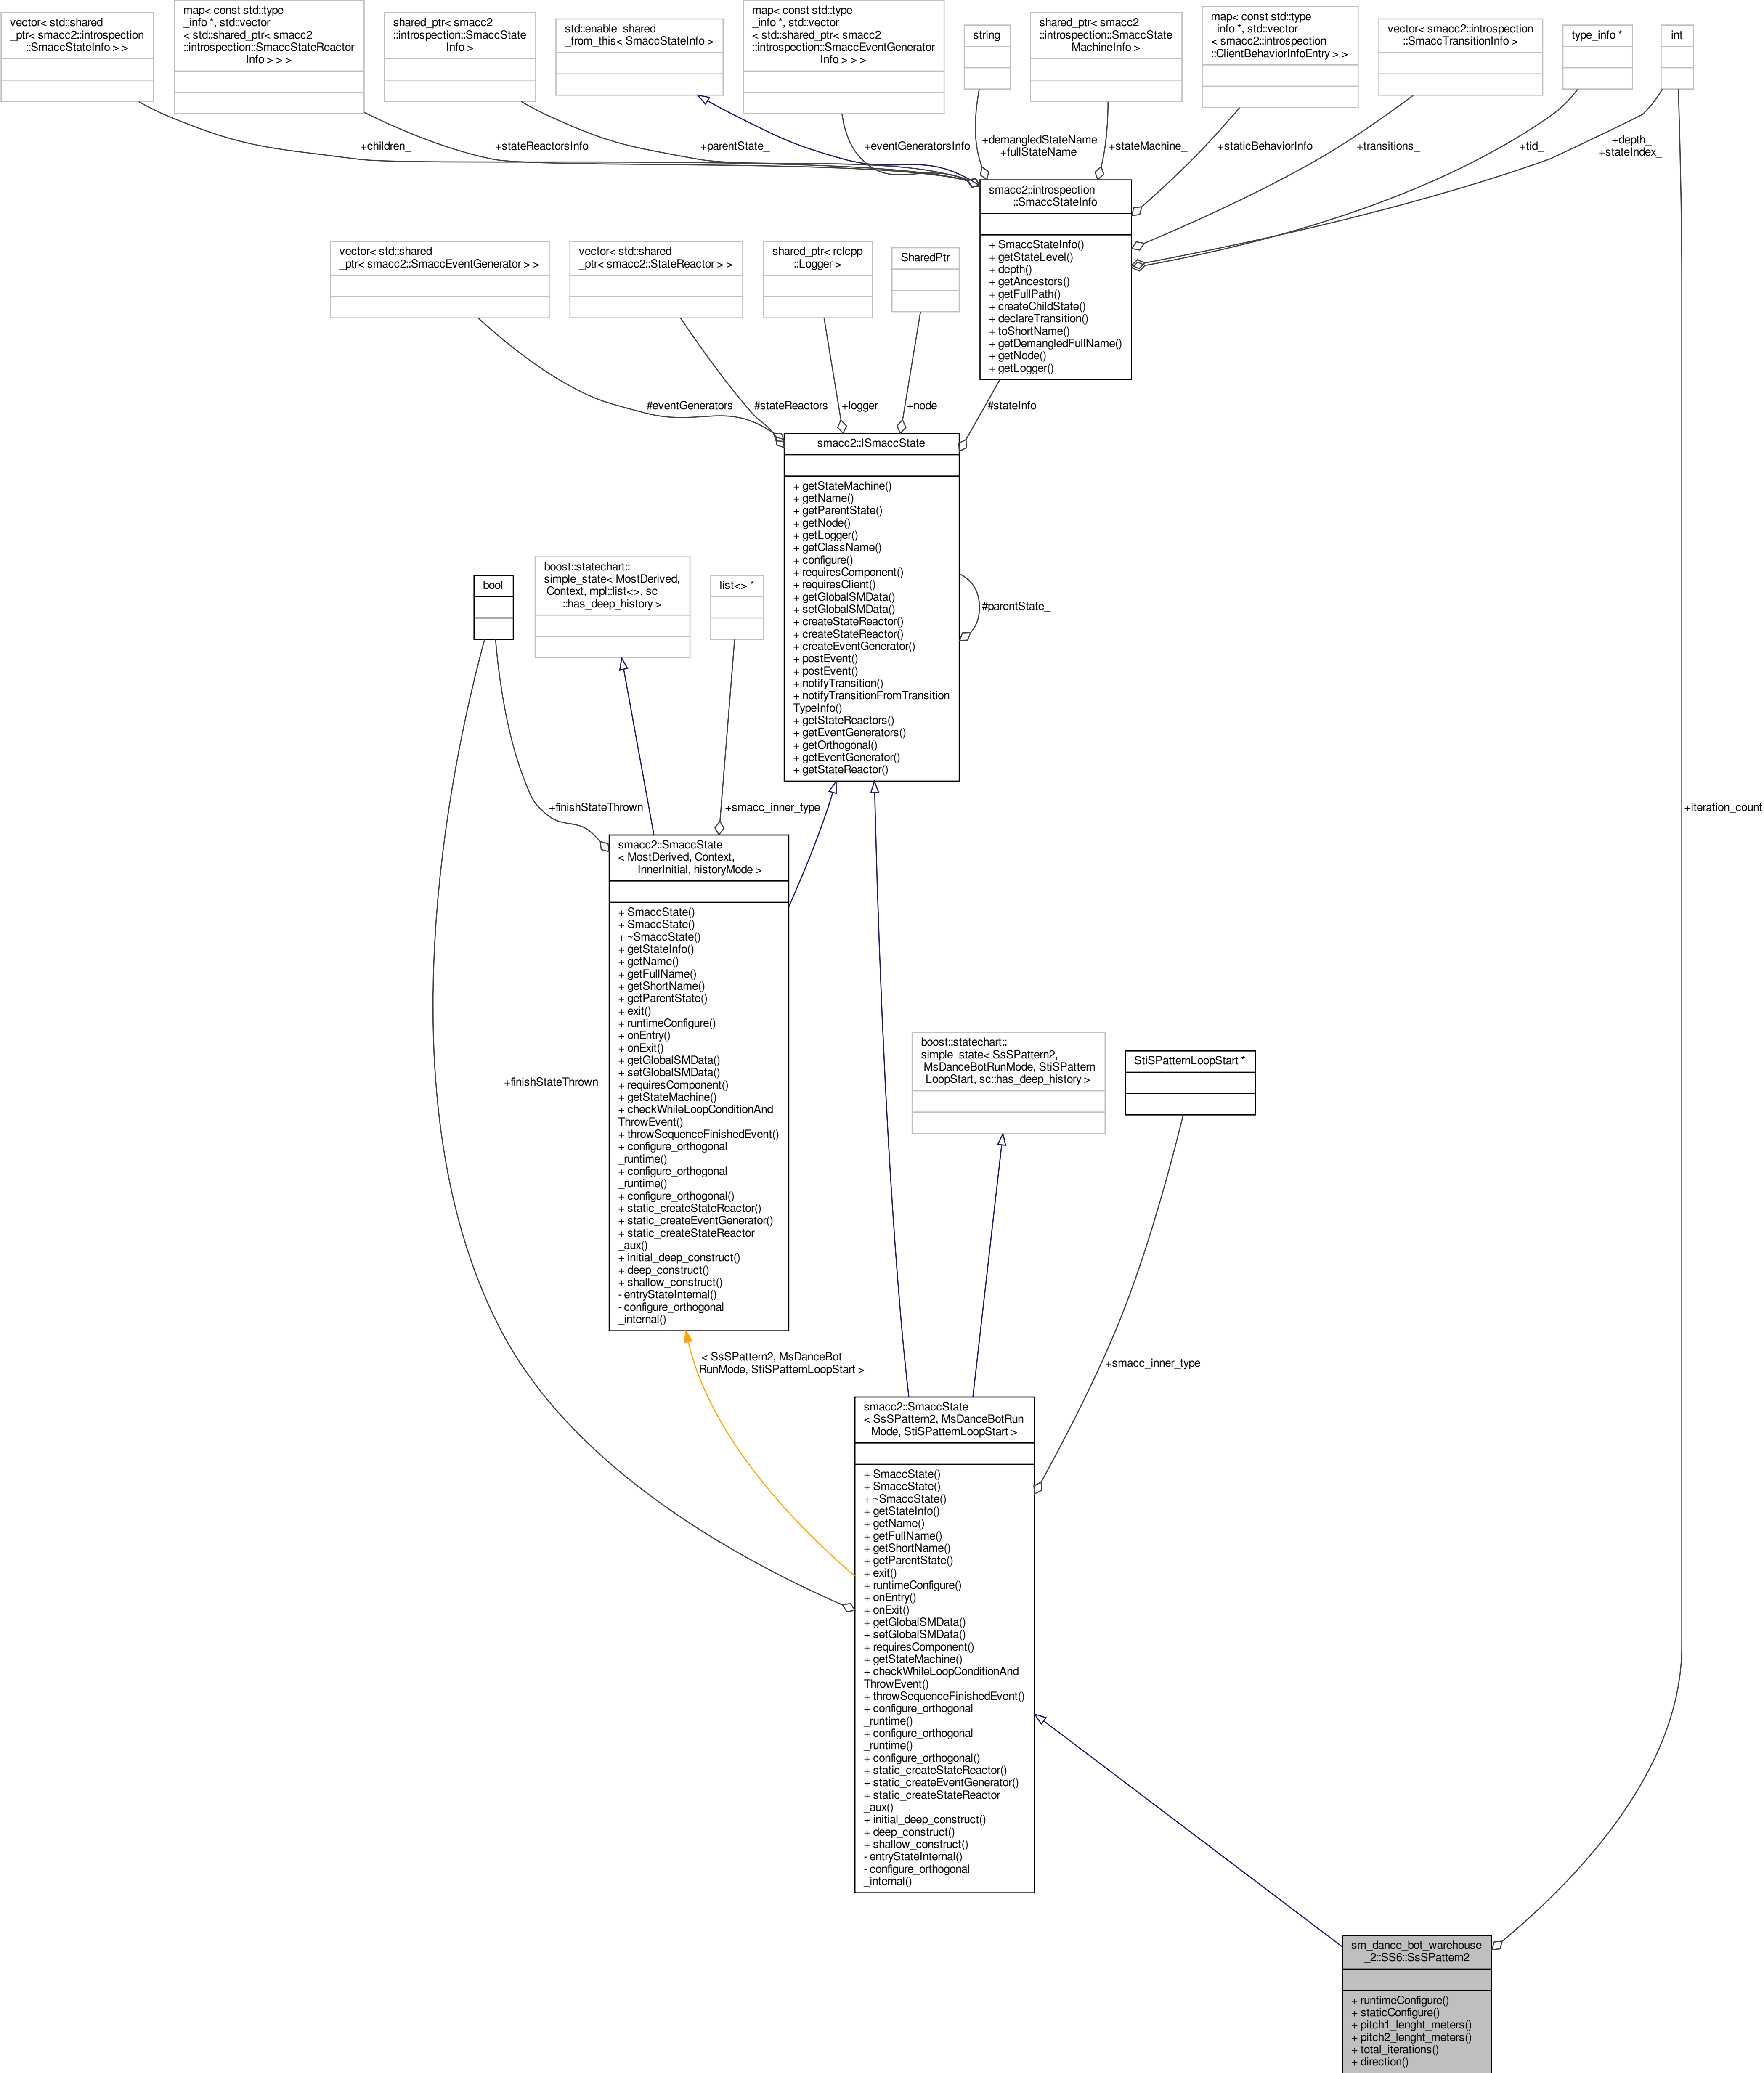 vector< std::shared
_ptr< smacc2::introspection
::SmaccStateInfo > >
map< const std::type
_info *, std::vector
< std::shared_ptr< smacc2
::introspection::SmaccStateReactor
Info > > >
shared_ptr< smacc2
::introspection::SmaccState
Info >
std::enable_shared
_from_this< SmaccStateInfo >
map< const std::type
_info *, std::vector
< std::shared_ptr< smacc2
::introspection::SmaccEventGenerator
Info > > >
string
shared_ptr< smacc2
::introspection::SmaccState
MachineInfo >
map< const std::type
_info *, std::vector
< smacc2::introspection
::ClientBehaviorInfoEntry > >
vector< smacc2::introspection
::SmaccTransitionInfo >
type_info *
int
+children_
+stateReactorsInfo
+parentState_
+eventGeneratorsInfo
+demangledStateName
+fullStateName
+stateMachine_
+staticBehaviorInfo
+transitions_
+tid_
+depth_
+stateIndex_
smacc2::introspection
::SmaccStateInfo
+ SmaccStateInfo()
+ getStateLevel()
+ depth()
+ getAncestors()
+ getFullPath()
+ createChildState()
+ declareTransition()
+ toShortName()
+ getDemangledFullName()
+ getNode()
+ getLogger()
vector< std::shared
_ptr< smacc2::SmaccEventGenerator > >
vector< std::shared
_ptr< smacc2::StateReactor > >
shared_ptr< rclcpp
::Logger >
SharedPtr
#eventGenerators_
#stateReactors_
+logger_
+node_
#stateInfo_
smacc2::ISmaccState
+ getStateMachine()
+ getName()
+ getParentState()
+ getNode()
+ getLogger()
+ getClassName()
+ configure()
+ requiresComponent()
+ requiresClient()
+ getGlobalSMData()
+ setGlobalSMData()
+ createStateReactor()
+ createStateReactor()
+ createEventGenerator()
+ postEvent()
+ postEvent()
+ notifyTransition()
+ notifyTransitionFromTransition
TypeInfo()
+ getStateReactors()
+ getEventGenerators()
+ getOrthogonal()
+ getEventGenerator()
+ getStateReactor()
#parentState_
bool
boost::statechart::
simple_state< MostDerived,
Context, mpl::list<>, sc
::has_deep_history >
list<> *
+finishStateThrown
+smacc_inner_type
+iteration_count
smacc2::SmaccState
< MostDerived, Context,
InnerInitial, historyMode >
+ SmaccState()
+ SmaccState()
+ ~SmaccState()
+ getStateInfo()
+ getName()
+ getFullName()
+ getShortName()
+ getParentState()
+ exit()
+ runtimeConfigure()
+ onEntry()
+ onExit()
+ getGlobalSMData()
+ setGlobalSMData()
+ requiresComponent()
+ getStateMachine()
+ checkWhileLoopConditionAnd
ThrowEvent()
+ throwSequenceFinishedEvent()
+ configure_orthogonal
_runtime()
+ configure_orthogonal
_runtime()
+ configure_orthogonal()
+ static_createStateReactor()
+ static_createEventGenerator()
+ static_createStateReactor
_aux()
+ initial_deep_construct()
+ deep_construct()
+ shallow_construct()
- entryStateInternal()
- configure_orthogonal
_internal()
+finishStateThrown
boost::statechart::
simple_state< SsSPattern2,
MsDanceBotRunMode, StiSPattern
LoopStart, sc::has_deep_history >
StiSPatternLoopStart *
< SsSPattern2, MsDanceBot
RunMode, StiSPatternLoopStart >
+smacc_inner_type
smacc2::SmaccState
< SsSPattern2, MsDanceBotRun
Mode, StiSPatternLoopStart >
+ SmaccState()
+ SmaccState()
+ ~SmaccState()
+ getStateInfo()
+ getName()
+ getFullName()
+ getShortName()
+ getParentState()
+ exit()
+ runtimeConfigure()
+ onEntry()
+ onExit()
+ getGlobalSMData()
+ setGlobalSMData()
+ requiresComponent()
+ getStateMachine()
+ checkWhileLoopConditionAnd
ThrowEvent()
+ throwSequenceFinishedEvent()
+ configure_orthogonal
_runtime()
+ configure_orthogonal
_runtime()
+ configure_orthogonal()
+ static_createStateReactor()
+ static_createEventGenerator()
+ static_createStateReactor
_aux()
+ initial_deep_construct()
+ deep_construct()
+ shallow_construct()
- entryStateInternal()
- configure_orthogonal
_internal()
sm_dance_bot_warehouse
_2::SS6::SsSPattern2
+ runtimeConfigure()
+ staticConfigure()
+ pitch1_lenght_meters()
+ pitch2_lenght_meters()
+ total_iterations()
+ direction()